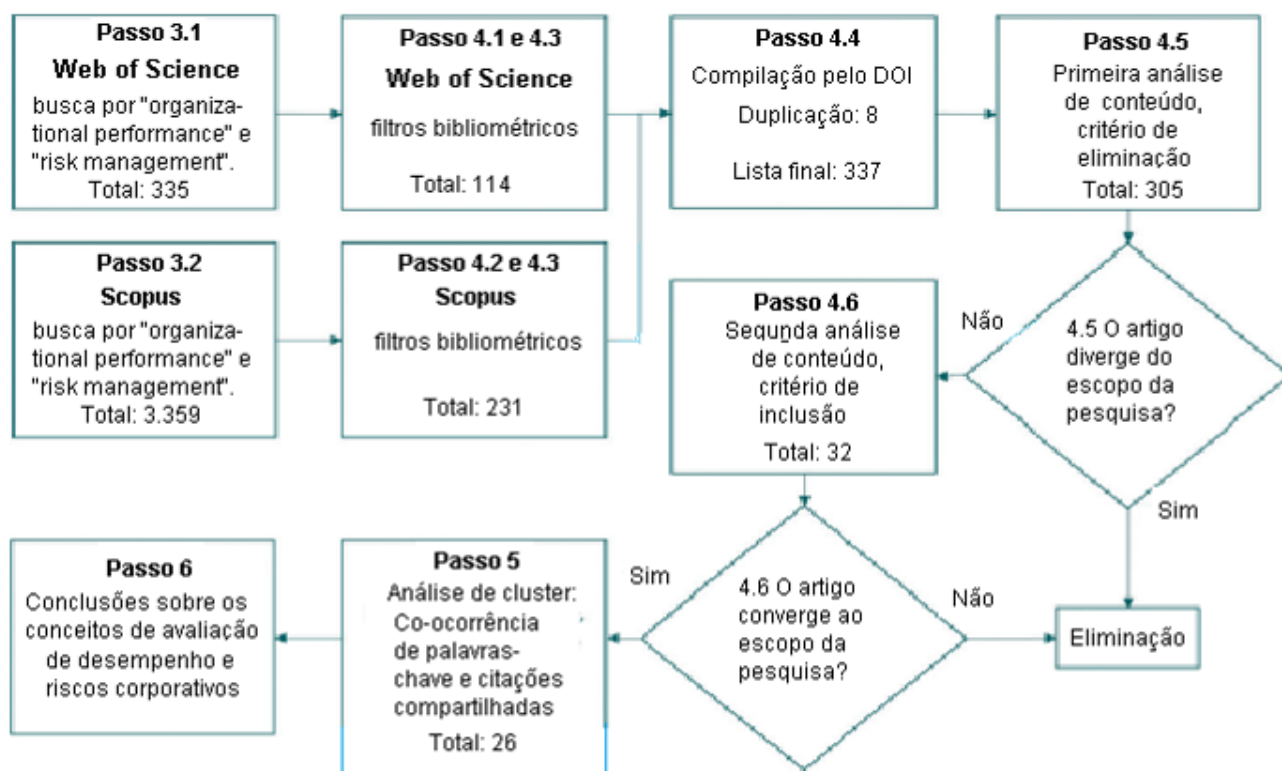 Passo 3.1
Web of Science
busca por "organiza-
tional performance" e
"risk management".
Total: 335
Passo 4.1 e 4.3
Web of Science
filtros bibliométricos
Total: 114
Passo 4.4
Compilação pelo DOI
Duplicação: 8
Lista final: 337
Passo 4.5
Primeira análise
de conteúdo,
critério de
eliminação
Total: 305
Passo 3.2
Scopus
busca por "organiza-
tional performance" e
"risk management".
Total: 3.359
Passo 4.2 e 4.3
Scopus
filtros bibliométricos
Total: 231
Passo 4.6
Segunda análise
de conteúdo,
critério de
inclusão
Total: 32
Não
4.5 O artigo
diverge do
escopo da
pesquisa?
Sim
Passo 6
Conclusões sobre os
conceitos de avaliação
de desempenho e
riscos corporativos
Passo 5
Análise de cluster:
Co-ocorrência
de palavras-
chave e citações
compartilhadas
Total: 26
Sim
4.6 O artigo
converge ao
escopo da
pesquisa?
Não
Eliminação